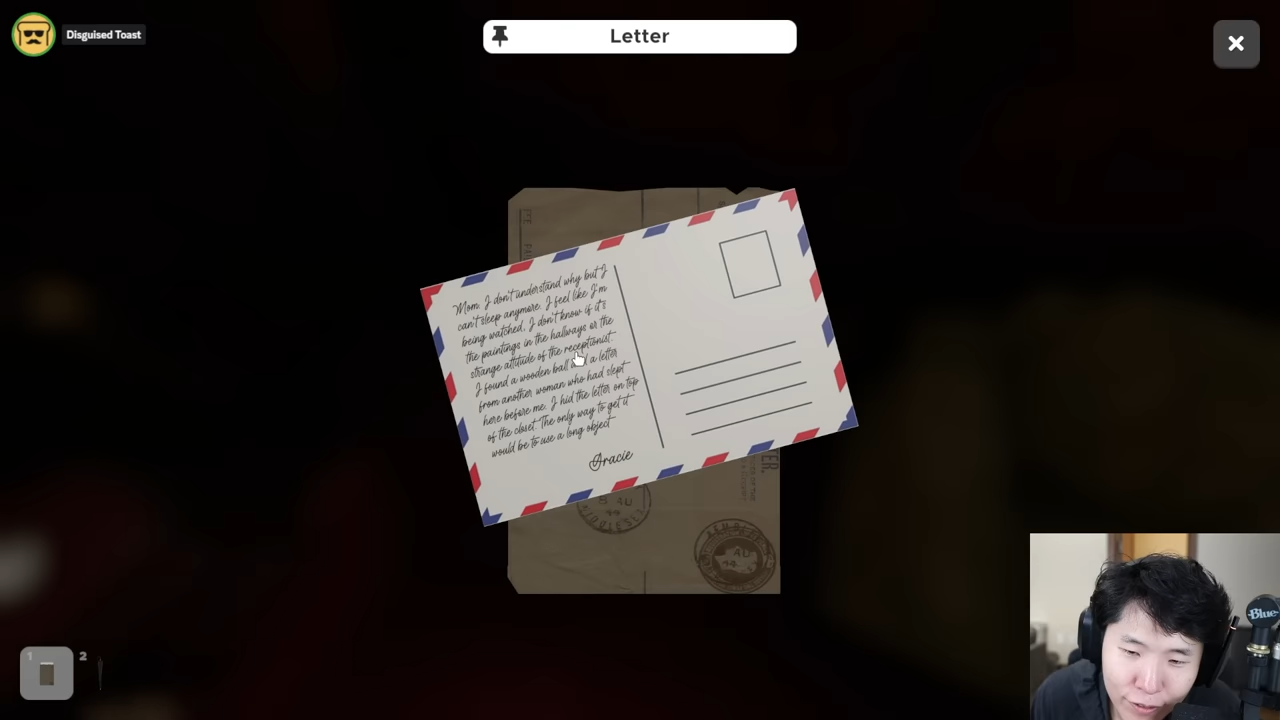 Disguised Toast
Letter
Mom. I don't understand why but I
can't sleep anymore. I feel like I'm
being watched, I don't know if it's
the paintings in the hallways or the
strange attitude of the receptionist.
I found a wooden ball and a letter
from another woman who had slept
here before me. I hid the letter on top
of the closet. The only way to get it
would be to use a long object
Gracie
1
2
Blue